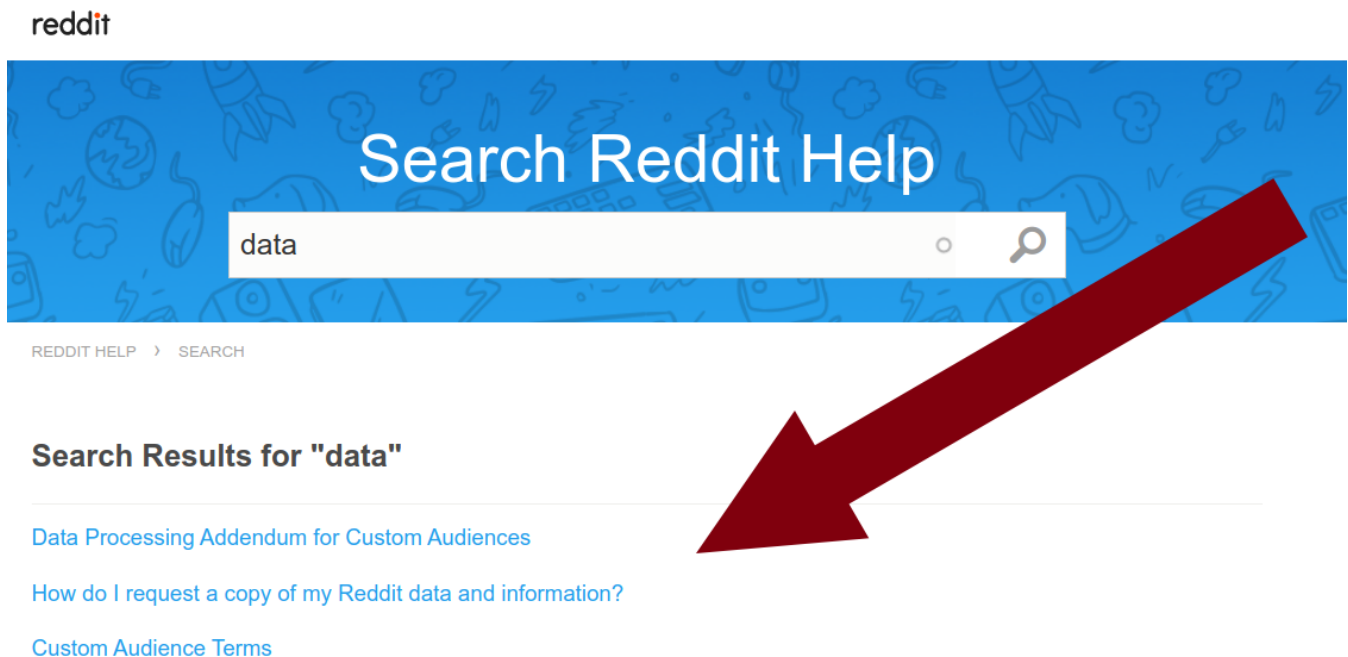 reddit
Search Reddit Help
data
REDDIT HELP > SEARCH
Search Results for "data"
Data Processing Addendum for Custom Audiences
How do I request a copy of my Reddit data and information?
Custom Audience Terms